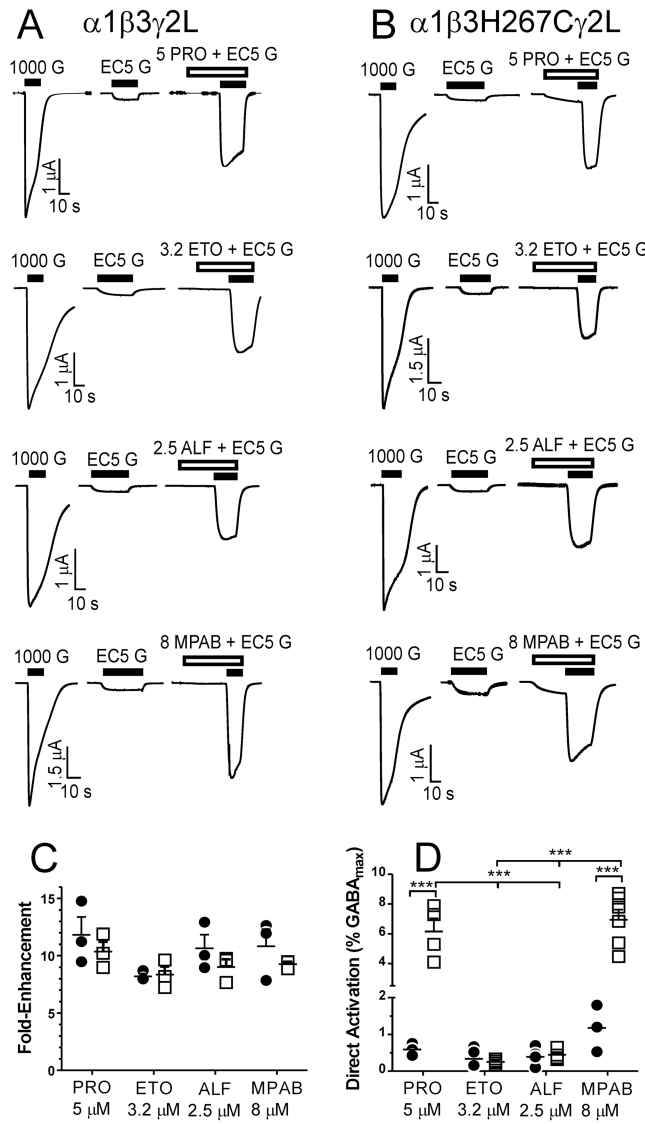 A α1β3γ2L
1000 G EC5 G 5 PRO + EC5 G
1 μA
10 s
1000 G EC5 G 3.2 ETO + EC5 G
1 μA
10 s
1000 G EC5 G 2.5 ALF + EC5 G
1 μA
10 s
1000 G EC5 G 8 MPAB + EC5 G
1.5 μA
10 s
B α1β3H267Cγ2L
1000 G EC5 G 5 PRO + EC5 G
1 μA
10 s
1000 G EC5 G 3.2 ETO + EC5 G
1.5 μA
10 s
1000 G EC5 G 2.5 ALF + EC5 G
1 μA
10 s
1000 G EC5 G 8 MPAB + EC5 G
1 μA
10 s
C
Fold-Enhancement
15
10
5
0
PRO ETO ALF MPAB
5 μM 3.2 μM 2.5 μM 8 μM
D
Direct Activation (% GABAmax)
10
8
6
4
2
2
1
0
***
***
***
***
PRO ETO ALF MPAB
5 μM 3.2 μM 2.5 μM 8 μM